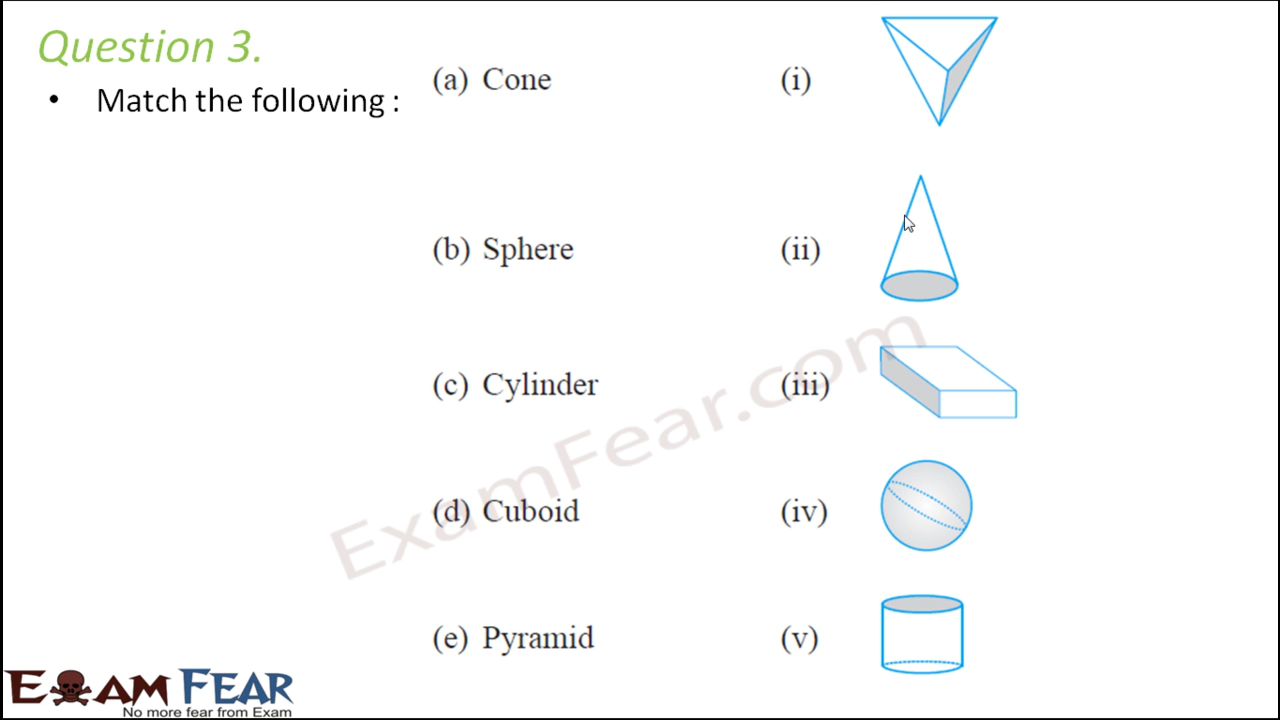 Question 3.
• Match the following :
(a) Cone (i)
(b) Sphere (ii)
(c) Cylinder (iii)
(d) Cuboid (iv)
(e) Pyramid (v)
ExamFear.com
EXAM FEAR
No more fear from Exam